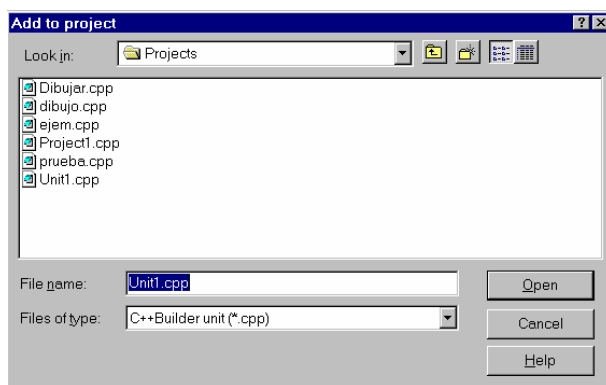 Add to project
Look in: Projects
Dibujar.cpp
dibujo.cpp
ejem.cpp
Project1.cpp
prueba.cpp
Unit1.cpp
File name: Unit1.cpp Open
Files of type: C++Builder unit (*.cpp) Cancel
Help